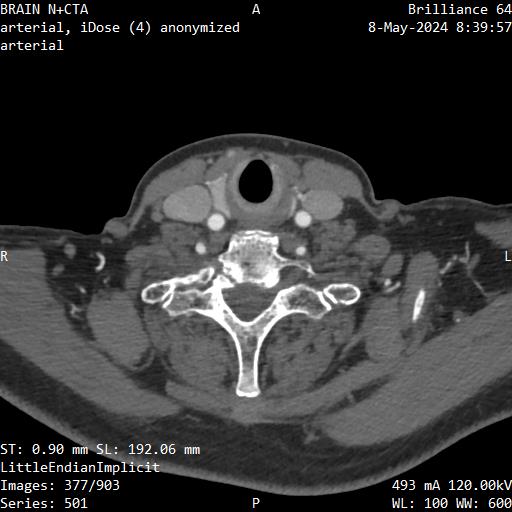 BRAIN N+CTA A Brilliance 64
arterial, iDose (4) anonymized 8-May-2024 8:39:57
arterial
R L
ST: 0.90 mm SL: 192.06 mm
LittleEndianImplicit
Images: 377/903 493 mA 120.00kV
Series: 501 P WL: 100 WW: 600